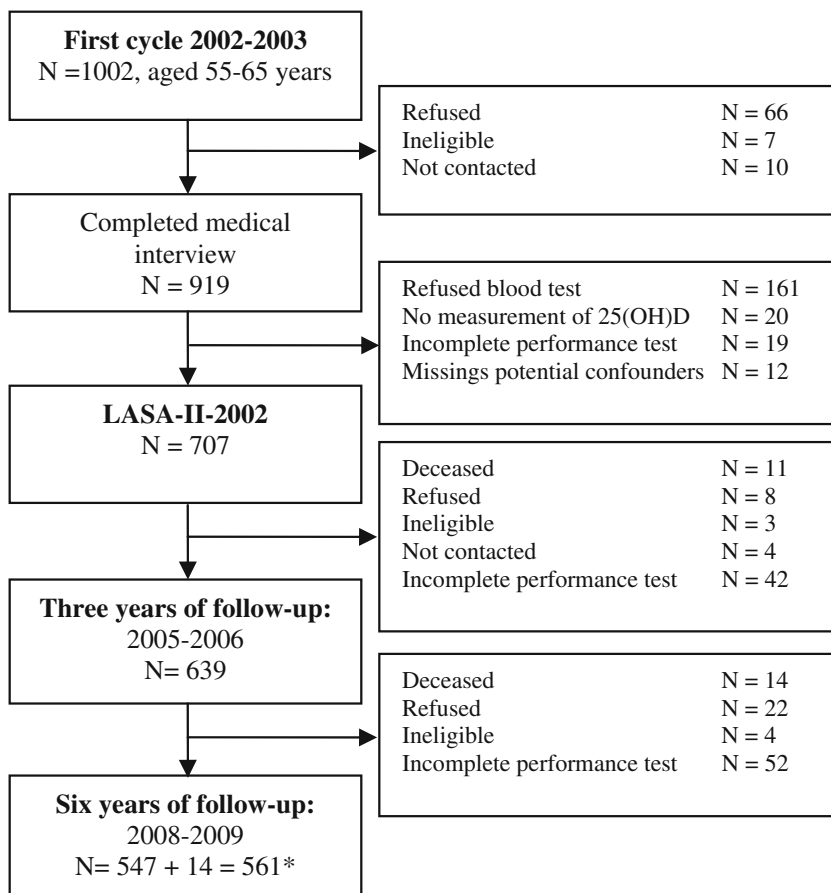 First cycle 2002-2003
N =1002, aged 55-65 years
Refused N = 66
Ineligible N = 7
Not contacted N = 10
Completed medical
interview
N = 919
Refused blood test N = 161
No measurement of 25(OH)D N = 20
Incomplete performance test N = 19
Missings potential confounders N = 12
LASA-II-2002
N = 707
Deceased N = 11
Refused N = 8
Ineligible N = 3
Not contacted N = 4
Incomplete performance test N = 42
Three years of follow-up:
2005-2006
N= 639
Deceased N = 14
Refused N = 22
Ineligible N = 4
Incomplete performance test N = 52
Six years of follow-up:
2008-2009
N= 547 + 14 = 561*